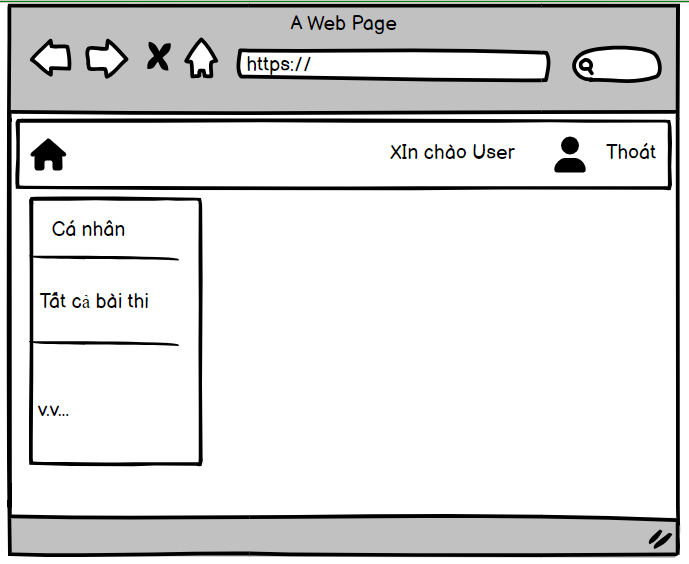 A Web Page
https://
XIn chào User
Thoát
Cá nhân
Tất cả bài thi
v.v...